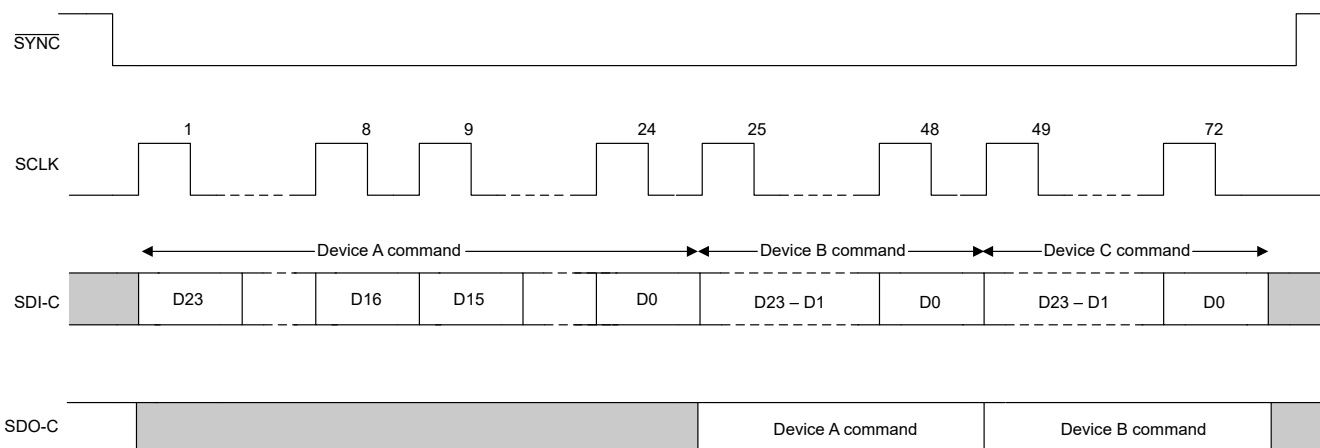 SYNC
1 8 9 24 25 48 49 72
SCLK
Device A command Device B command Device C command
SDI-C D23 D16 D15 D0 D23 – D1 D0 D23 – D1 D0
SDO-C Device A command Device B command